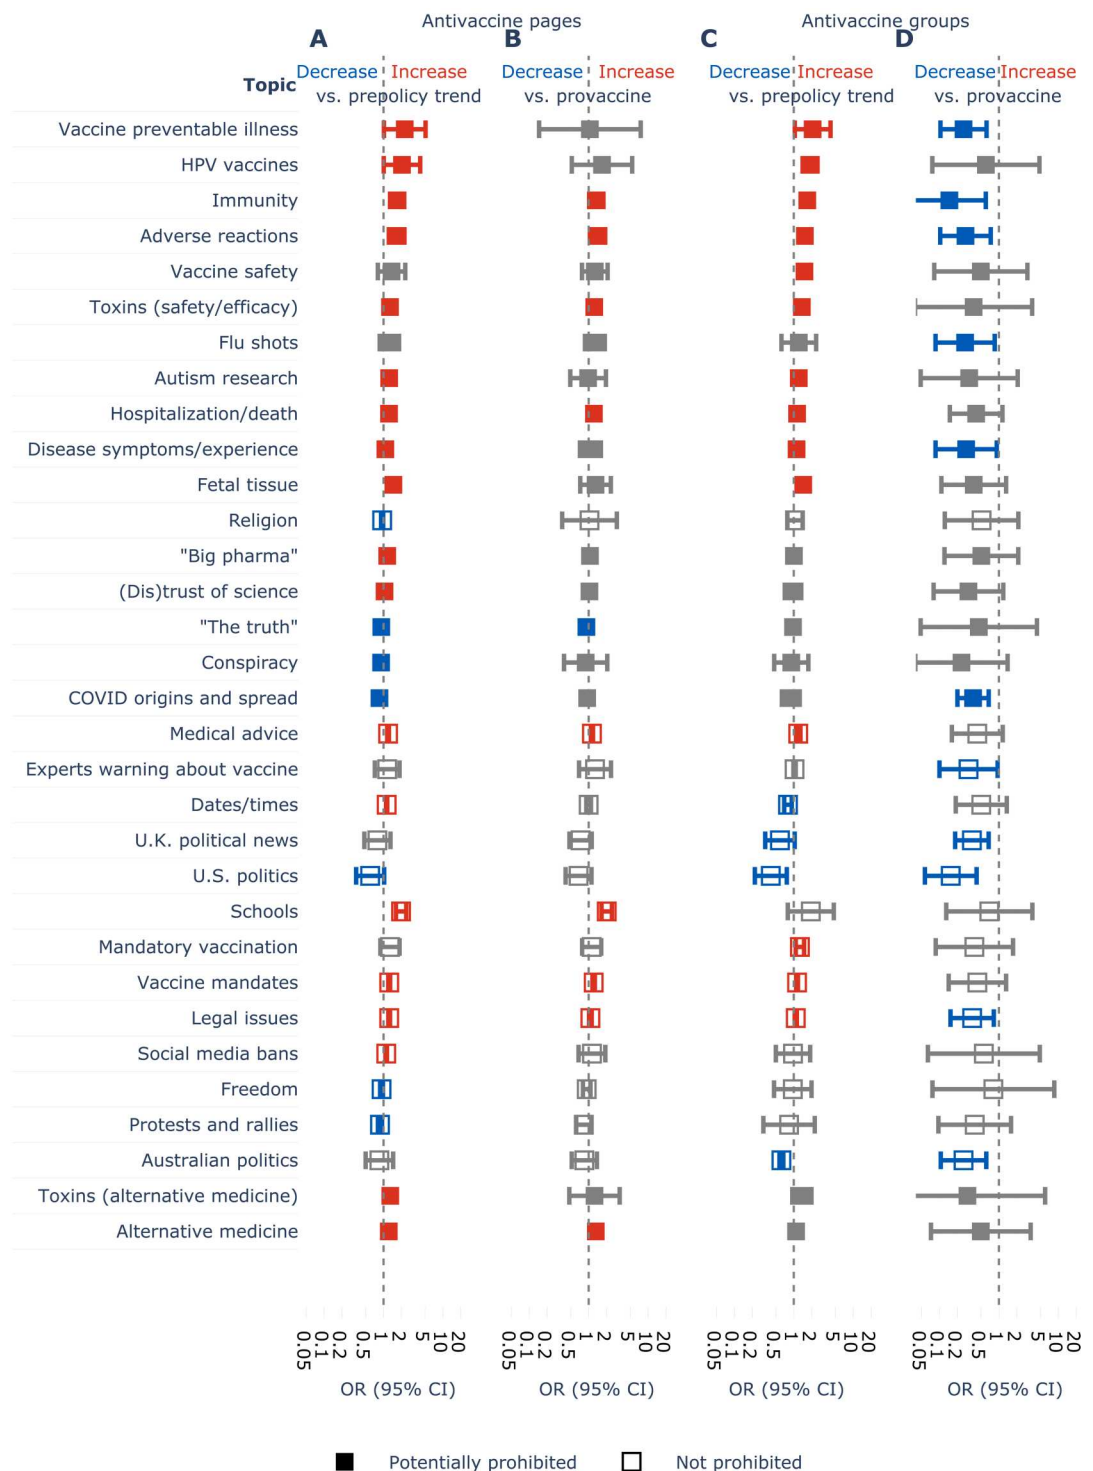 Antivaccine pages
Antivaccine groups
A
B
C
D
Topic
Decrease Increase
vs. prepolicy trend
Decrease Increase
vs. provaccine
Decrease Increase
vs. prepolicy trend
Decrease Increase
vs. provaccine
Vaccine preventable illness
HPV vaccines
Immunity
Adverse reactions
Vaccine safety
Toxins (safety/efficacy)
Flu shots
Autism research
Hospitalization/death
Disease symptoms/experience
Fetal tissue
Religion
"Big pharma"
(Dis)trust of science
"The truth"
Conspiracy
COVID origins and spread
Medical advice
Experts warning about vaccine
Dates/times
U.K. political news
U.S. politics
Schools
Mandatory vaccination
Vaccine mandates
Legal issues
Social media bans
Freedom
Protests and rallies
Australian politics
Toxins (alternative medicine)
Alternative medicine
0.05 0.1 0.2 0.5 1 2 5 10 20
0.05 0.1 0.2 0.5 1 2 5 10 20
0.05 0.1 0.2 0.5 1 2 5 10 20
0.05 0.1 0.2 0.5 1 2 5 10 20
OR (95% CI)
OR (95% CI)
OR (95% CI)
OR (95% CI)
Potentially prohibited
Not prohibited